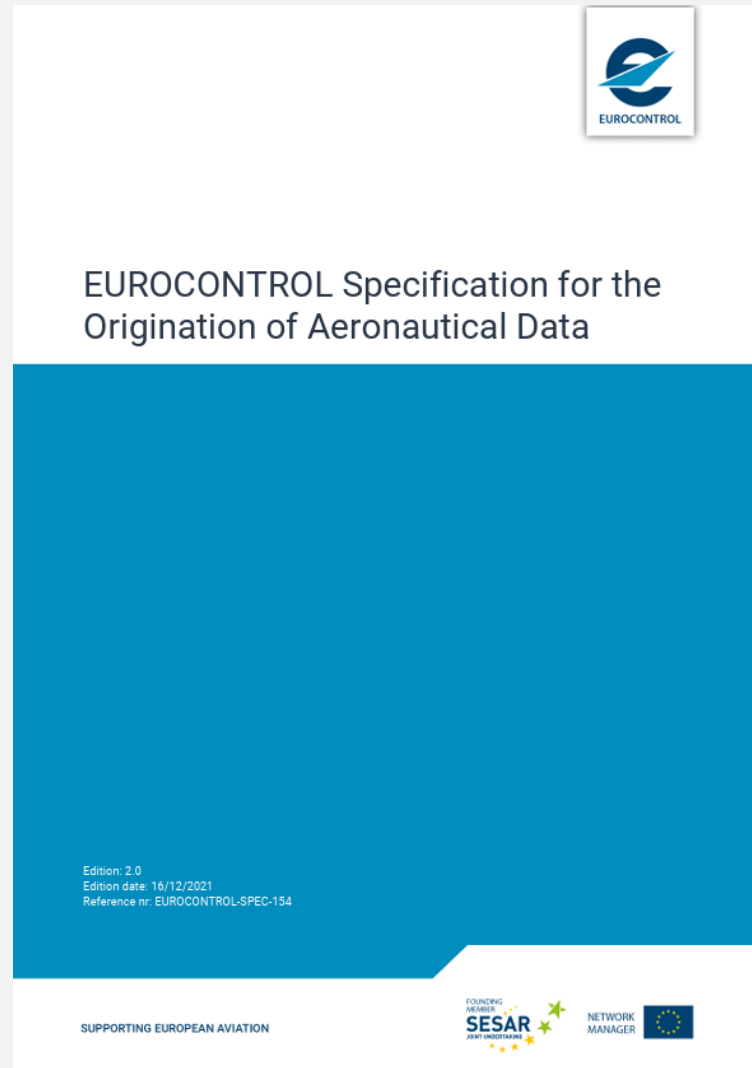 EUROCONTROL
EUROCONTROL Specification for the
Origination of Aeronautical Data
Edition: 2.0
Edition date: 16/12/2021
Reference nr: EUROCONTROL-SPEC-154
SUPPORTING EUROPEAN AVIATION
FOUNDING
MEMBER
SESAR
JOINT UNDERTAKING
NETWORK
MANAGER